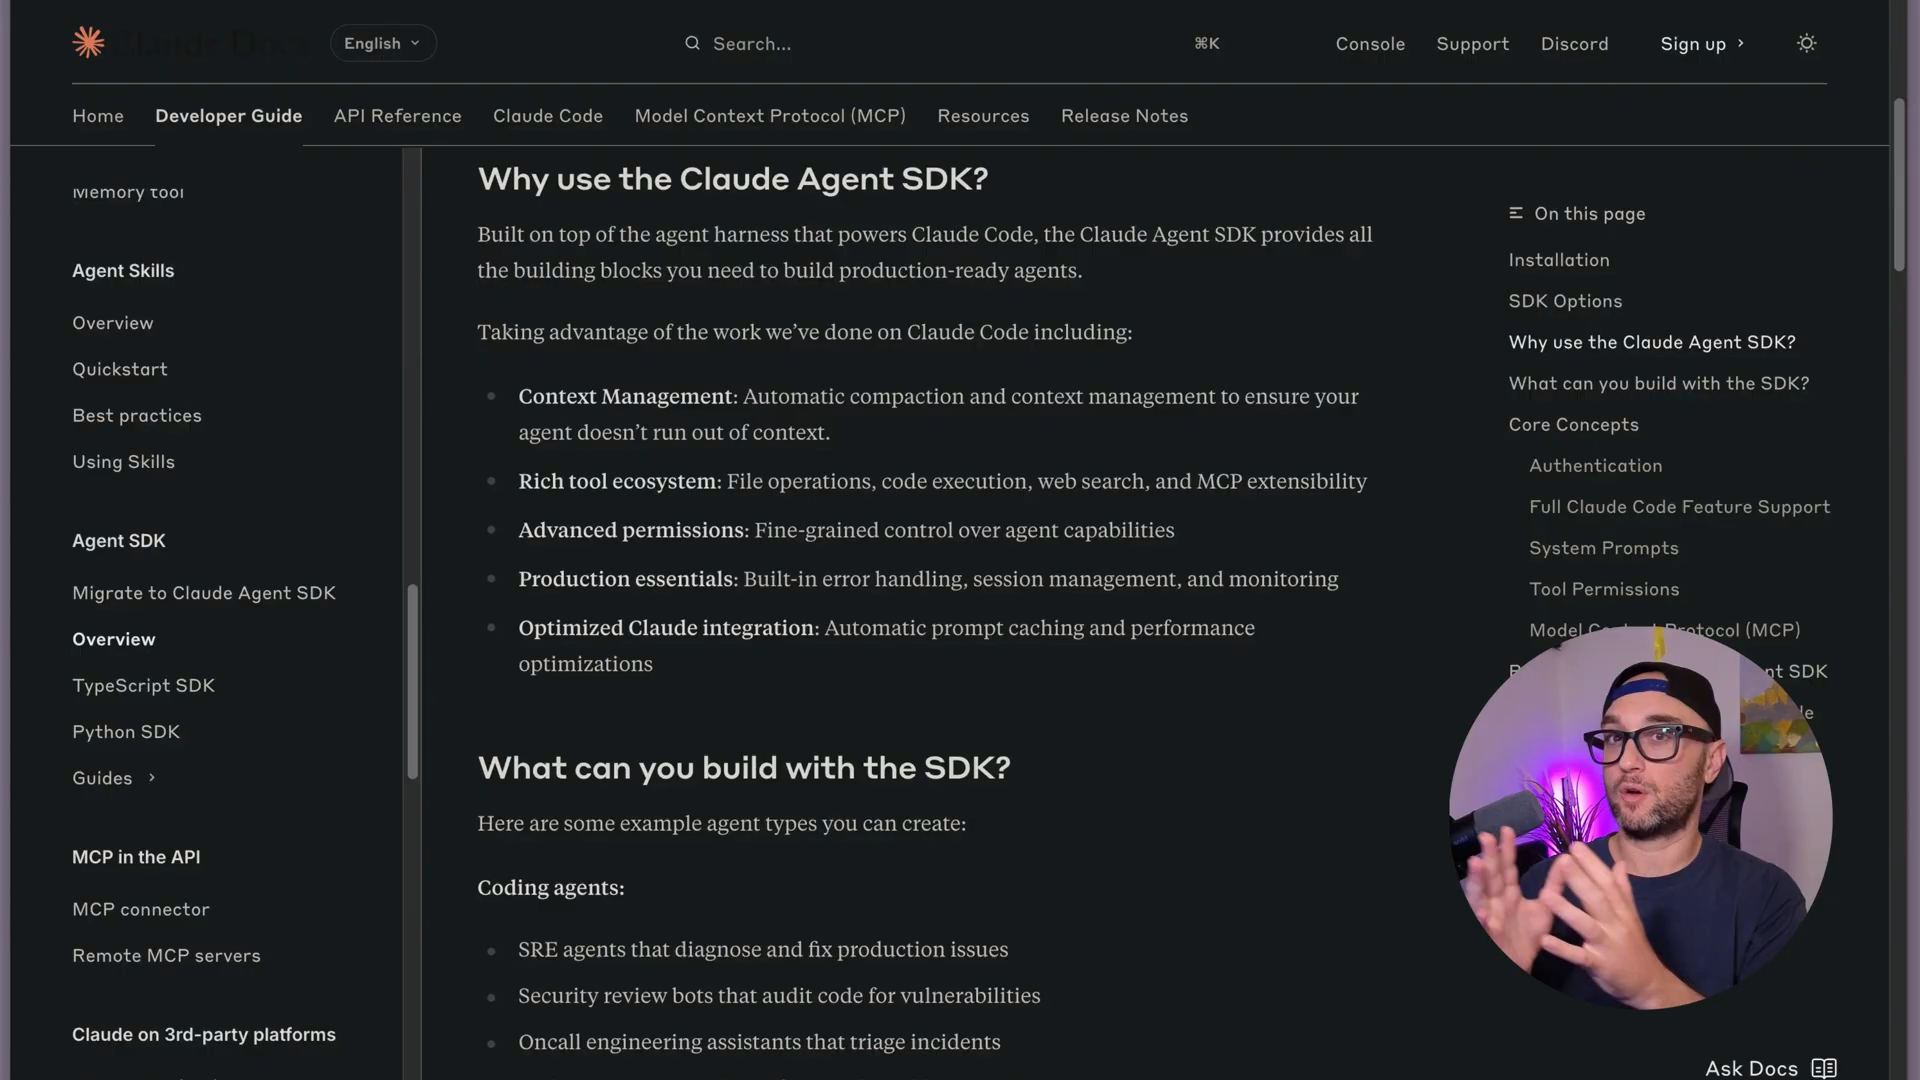 English
Search...
⌘K
Console
Support
Discord
Sign up
Home
Developer Guide
API Reference
Claude Code
Model Context Protocol (MCP)
Resources
Release Notes
Memory tool
Agent Skills
Overview
Quickstart
Best practices
Using Skills
Agent SDK
Migrate to Claude Agent SDK
Overview
TypeScript SDK
Python SDK
Guides
MCP in the API
MCP connector
Remote MCP servers
Claude on 3rd-party platforms
Why use the Claude Agent SDK?
Built on top of the agent harness that powers Claude Code, the Claude Agent SDK provides all
the building blocks you need to build production-ready agents.
Taking advantage of the work we’ve done on Claude Code including:
Context Management: Automatic compaction and context management to ensure your
agent doesn’t run out of context.
Rich tool ecosystem: File operations, code execution, web search, and MCP extensibility
Advanced permissions: Fine-grained control over agent capabilities
Production essentials: Built-in error handling, session management, and monitoring
Optimized Claude integration: Automatic prompt caching and performance
optimizations
What can you build with the SDK?
Here are some example agent types you can create:
Coding agents:
SRE agents that diagnose and fix production issues
Security review bots that audit code for vulnerabilities
Oncall engineering assistants that triage incidents
On this page
Installation
SDK Options
Why use the Claude Agent SDK?
What can you build with the SDK?
Core Concepts
Authentication
Full Claude Code Feature Support
System Prompts
Tool Permissions
Model Protocol (MCP)
SDK
Ask Docs